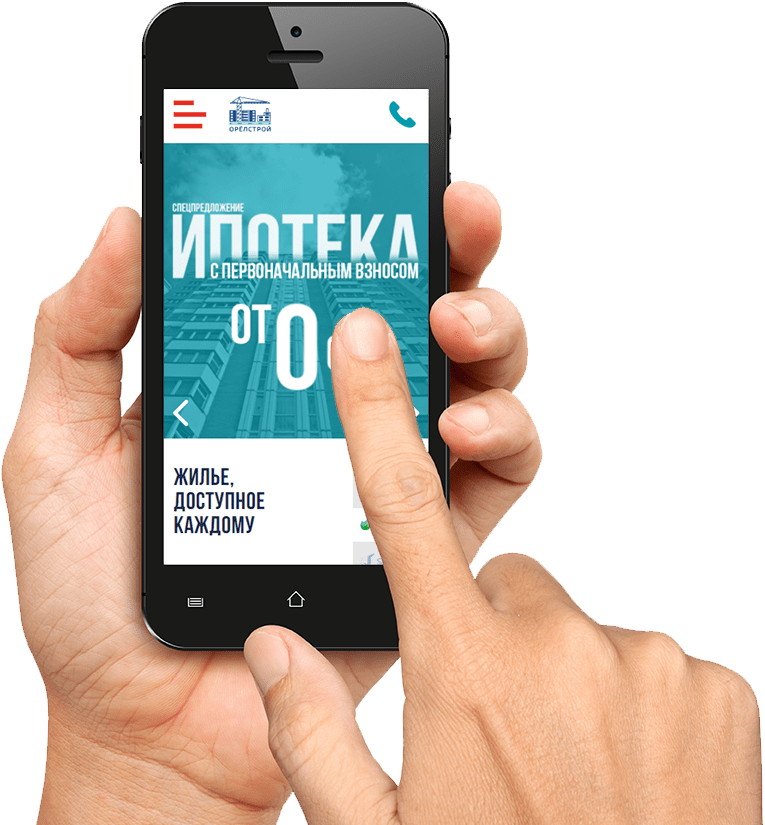 ОРЁЛСТРОЙ
СПЕЦПРЕДЛОЖЕНИЕ
ИПОТЕКА
С ПЕРВОНАЧАЛЬНЫМ ВЗНОСОМ
ОТ 0
ЖИЛЬЕ,
ДОСТУПНОЕ
КАЖДОМУ